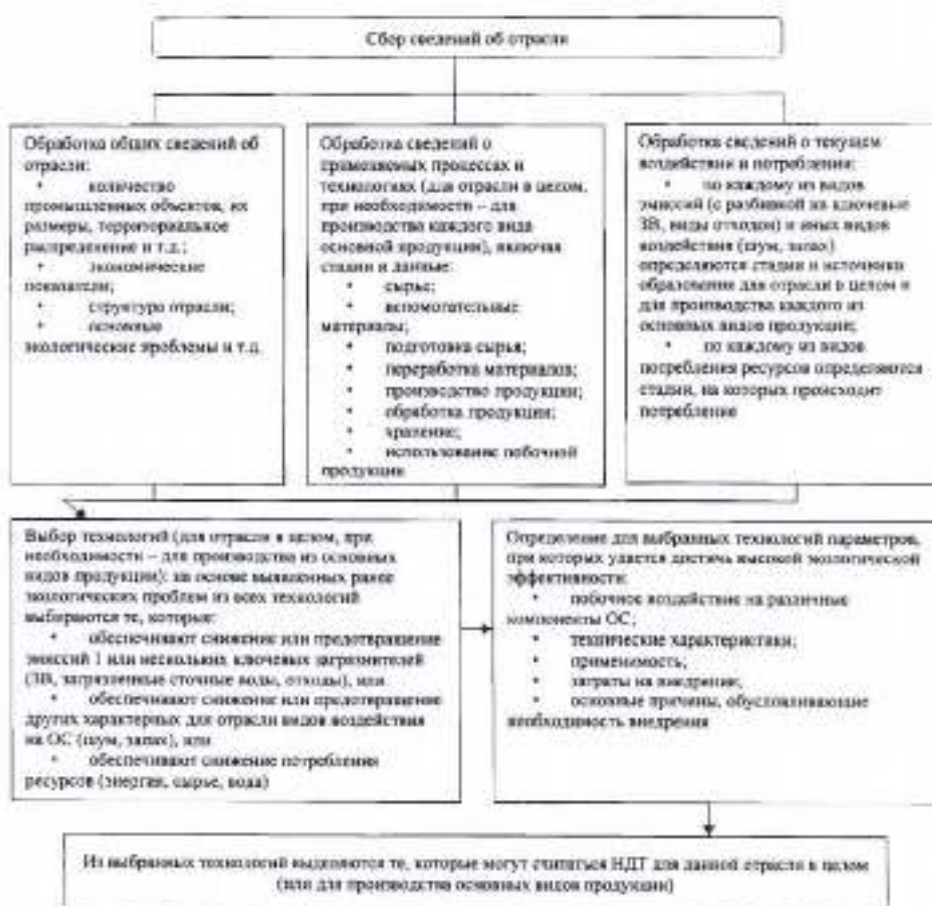 Сбор сведений об отрасли
Обработка общих сведений об
отрасли:
• количество
промышленных объектов, их
размеры, территориальное
распределение и т.д.;
• экономические
показатели;
• структура отрасли;
• основные
экологические проблемы и т.д.
Обработка сведений о
применяемых процессах и
технологиях (для отрасли в целом,
при необходимости – для
производства каждого вида
основной продукции), включая
стадии и данные:
• сырье;
• вспомогательные
материалы;
• подготовка сырья;
• переработка материалов;
• производство продукции;
• обработка продукции;
• хранение;
• использование побочной
продукции
Обработка сведений о текущем
воздействии и потреблении:
• по каждому из видов
эмиссий (с разбивкой на ключевые
ЗВ, виды отходов) и иных видов
воздействия (шум, запах)
определяются стадии и источники
образования для отрасли в целом и
для производства каждого из
основных видов продукции;
• по каждому из видов
потребления ресурсов определяются
стадии, на которых происходит
потребление
Выбор технологий (для отрасли в целом, при
необходимости – для производства из основных
видов продукции): на основе выявленных ранее
экологических проблем из всех технологий
выбираются те, которые:
• обеспечивают снижение или предотвращение
эмиссий 1 или нескольких ключевых загрязнителей
(ЗВ, загрязненные сточные воды, отходы), или
• обеспечивают снижение или предотвращение
других характерных для отрасли видов воздействия
на ОС (шум, запах), или
• обеспечивают снижение потребления
ресурсов (энергия, сырье, вода)
Определение для выбранных технологий параметров,
при которых удается достичь высокой экологической
эффективности:
• побочное воздействие на различные
компоненты ОС;
• технические характеристики;
• применимость;
• затраты на внедрение;
• основные причины, обусловливающие
необходимость внедрения
Из выбранных технологий выделяются те, которые могут считаться НДТ для данной отрасли в целом
(или для производства основных видов продукции)